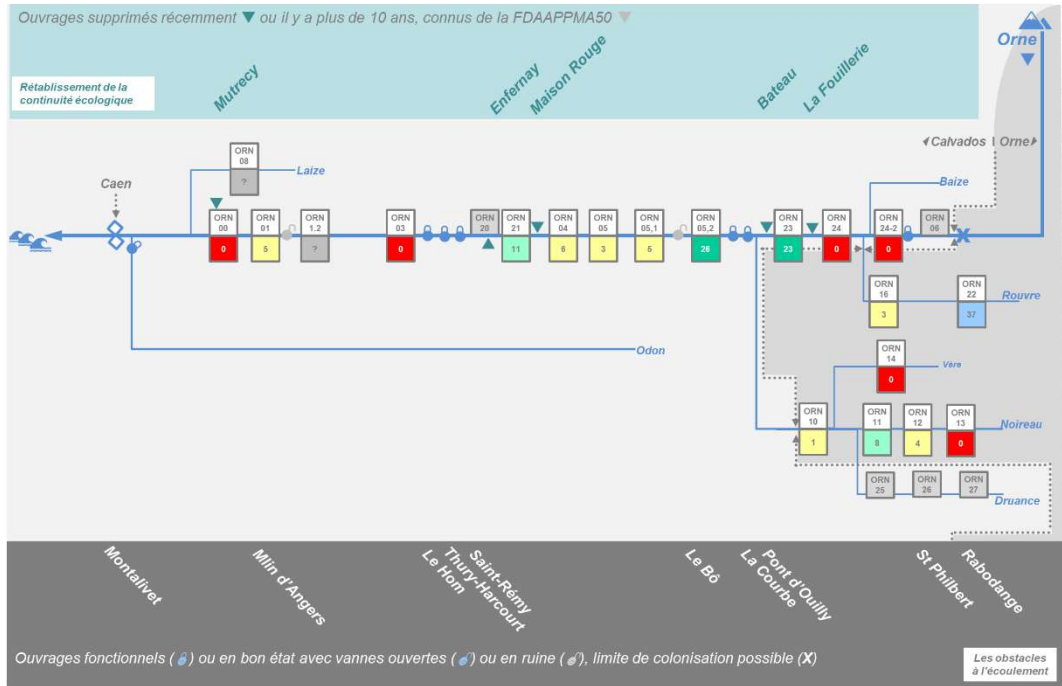 Ouvrages supprimés récemment ▼ ou il y a plus de 10 ans, connus de la FDAAPPMA50 ▼
Orne
Rétablissement de la
continuité écologique
Mutrecy
Enfernay
Maison Rouge
Bateau
La Fouillerie
Calvados
Orne
Caen
ORN
08
?
Laize
Baize
ORN
00
0
ORN
01
5
ORN
1.2
?
ORN
03
0
ORN
20
ORN
21
11
ORN
04
6
ORN
05
3
ORN
05,1
5
ORN
05,2
26
ORN
23
23
ORN
24
0
ORN
24-2
0
ORN
06
ORN
16
3
ORN
22
37
Rouvre
Odon
ORN
14
0
Vère
ORN
10
1
ORN
11
8
ORN
12
4
ORN
13
0
Noireau
ORN
25
ORN
26
ORN
27
Druance
Montalivet
Mlin d'Angers
Le Hom
Thury-Harcourt
Saint-Rémy
Le Bô
La Courbe
Pont d'Ouilly
St Philbert
Rabodange
Ouvrages fonctionnels ( ) ou en bon état avec vannes ouvertes ( ) ou en ruine ( ), limite de colonisation possible (X)
Les obstacles
à l'écoulement